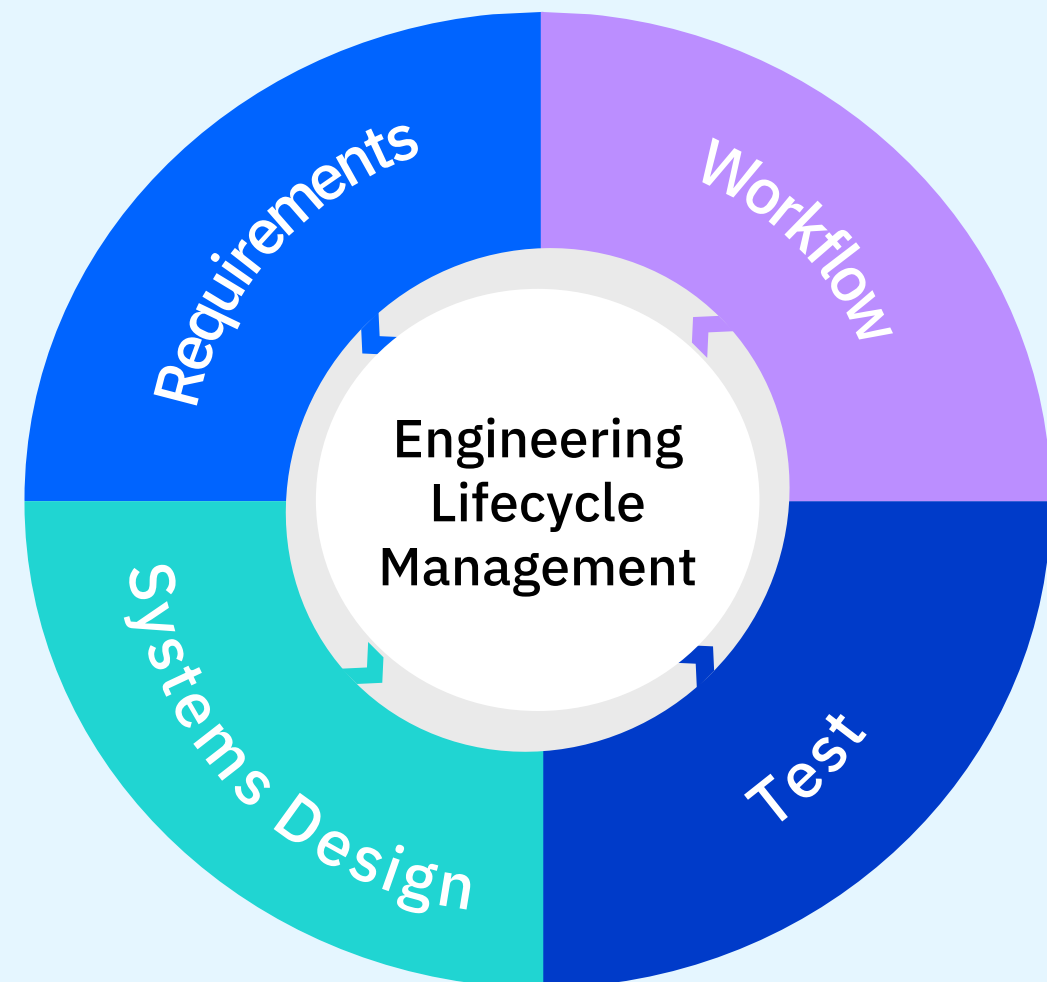 Requirements
Workflow
Engineering
Lifecycle
Management
Systems Design
Test